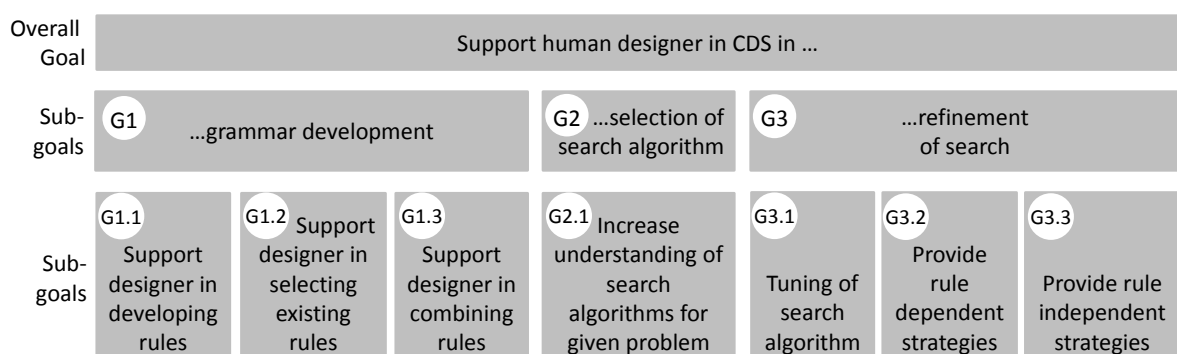 Overall
Goal
Support human designer in CDS in …
Sub-
goals
G1
…grammar development
G2 …selection of
search algorithm
G3
…refinement
of search
Sub-
goals
G1.1
Support
designer in
developing
rules
G1.2 Support
designer in
selecting
existing
rules
G1.3
Support
designer in
combining
rules
G2.1 Increase
understanding of
search
algorithms for
given problem
G3.1
Tuning of
search
algorithm
G3.2
Provide
rule
dependent
strategies
G3.3
Provide rule
independent
strategies